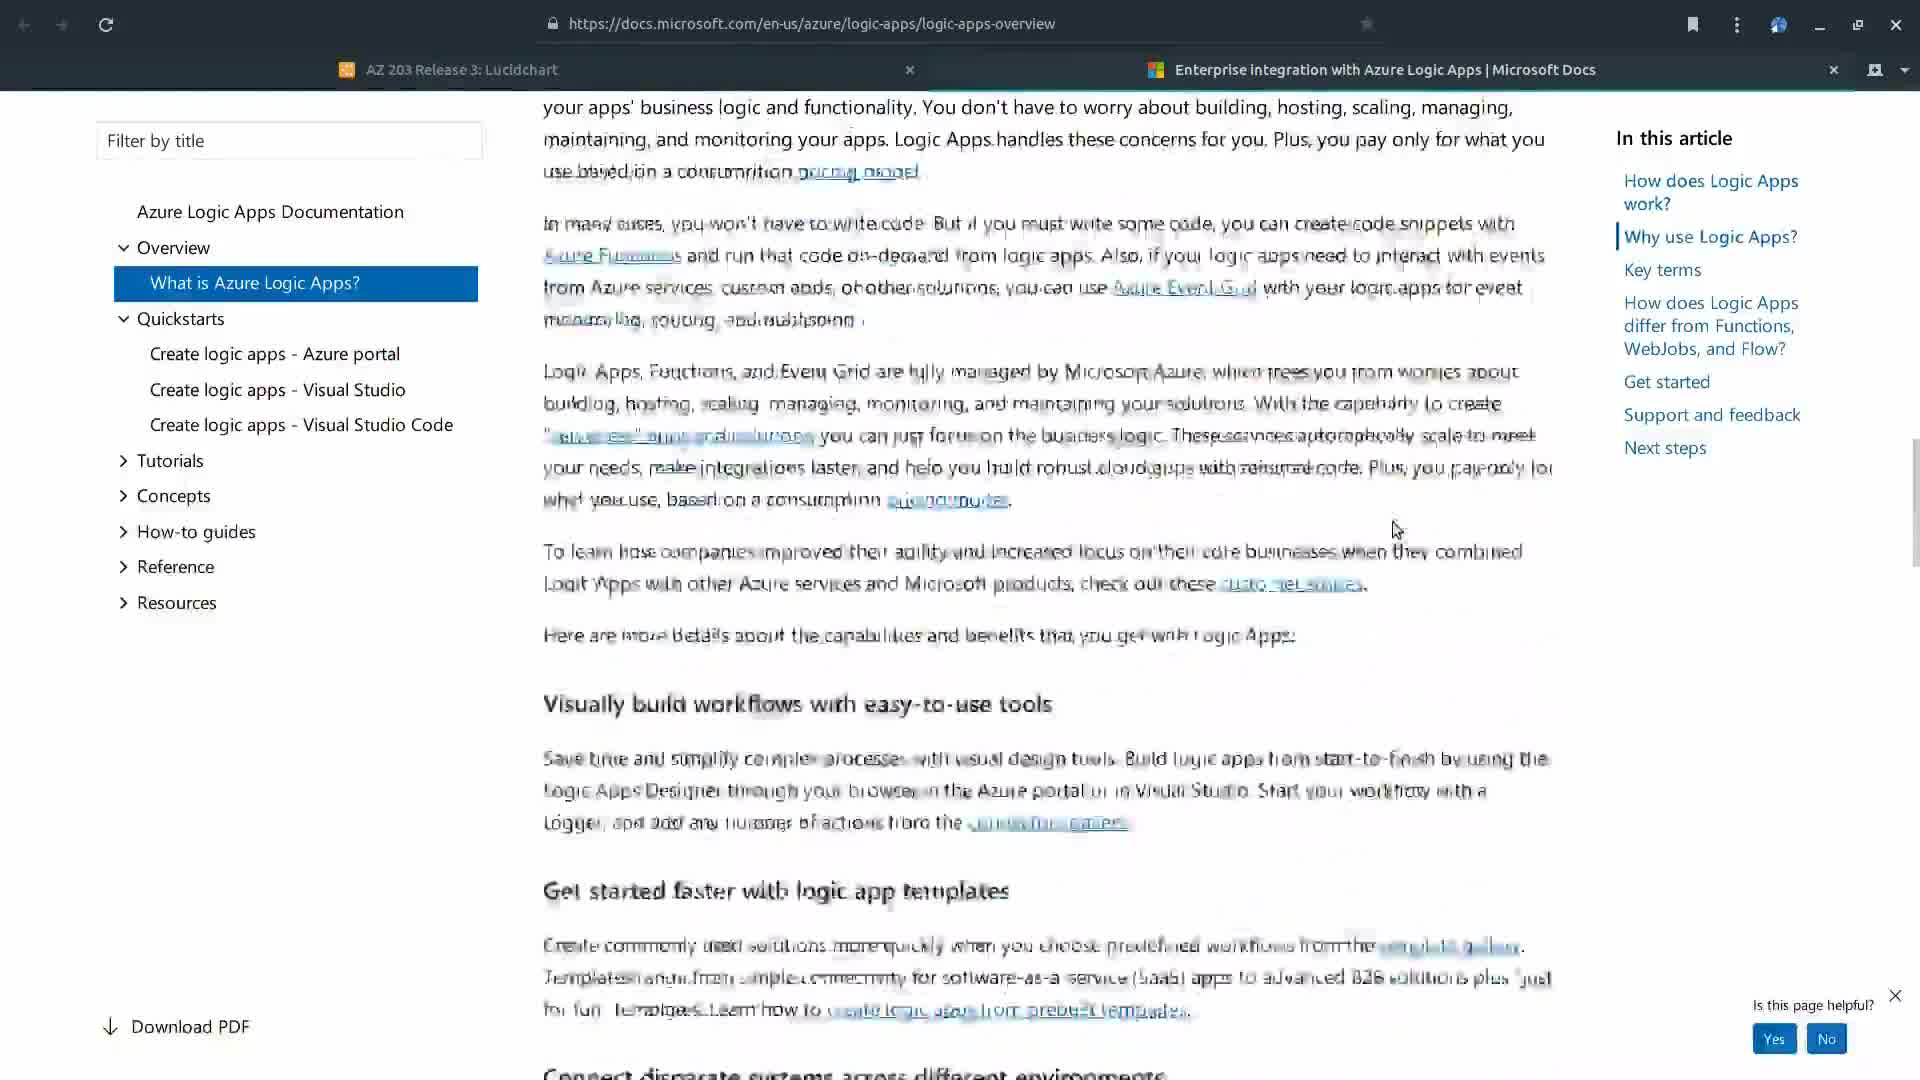 https://docs.microsoft.com/en-us/azure/logic-apps/logic-apps-overview
AZ 203 Release 3: Lucidchart
Enterprise integration with Azure Logic Apps | Microsoft Docs
Filter by title
Azure Logic Apps Documentation
Overview
What is Azure Logic Apps?
Quickstarts
Create logic apps - Azure portal
Create logic apps - Visual Studio
Create logic apps - Visual Studio Code
Tutorials
Concepts
How-to guides
Reference
Resources
Download PDF
your apps' business logic and functionality. You don't have to worry about building, hosting, scaling, managing,
maintaining, and monitoring your apps. Logic Apps handles these concerns for you. Plus, you pay only for what you
use based on a consumption pricing model.
In many cases, you won't have to write code. But if you must write some code, you can create code snippets with
Azure Functions and run that code on-demand from logic apps. Also, if your logic apps need to interact with events
from Azure services, custom apps, or other solutions, you can use Azure Event Grid with your logic apps for event
monitoring, routing, and publishing.
Logic Apps, Functions, and Event Grid are fully managed by Microsoft Azure, which frees you from worries about
building, hosting, scaling, managing, monitoring, and maintaining your solutions. With the capability to create
"serverless" apps and solutions, you can just focus on the business logic. These services automatically scale to meet
your needs, make integrations faster, and help you build robust cloud apps with minimal code. Plus, you pay only for
what you use, based on a consumption pricing model.
To learn how companies improved their agility and increased focus on their core businesses when they combined
Logic Apps with other Azure services and Microsoft products, check out these customer stories.
Here are more details about the capabilities and benefits that you get with Logic Apps:
Visually build workflows with easy-to-use tools
Save time and simplify complex processes with visual design tools. Build logic apps from start-to-finish by using the
Logic Apps Designer through your browser in the Azure portal or in Visual Studio. Start your workflow with a
trigger, and add any number of actions from the
Get started faster with logic app templates
Create commonly used solutions more quickly when you choose predefined workflows from the template gallery.
Templates range from simple connectivity for software-as-a-service (SaaS) apps to advanced B2B solutions plus "just
for fun" templates. Learn how to create logic apps from prebuilt templates.
Connect disparate systems across different environments
In this article
How does Logic Apps
work?
Why use Logic Apps?
Key terms
How does Logic Apps
differ from Functions,
WebJobs, and Flow?
Get started
Support and feedback
Next steps
Is this page helpful?
Yes
No